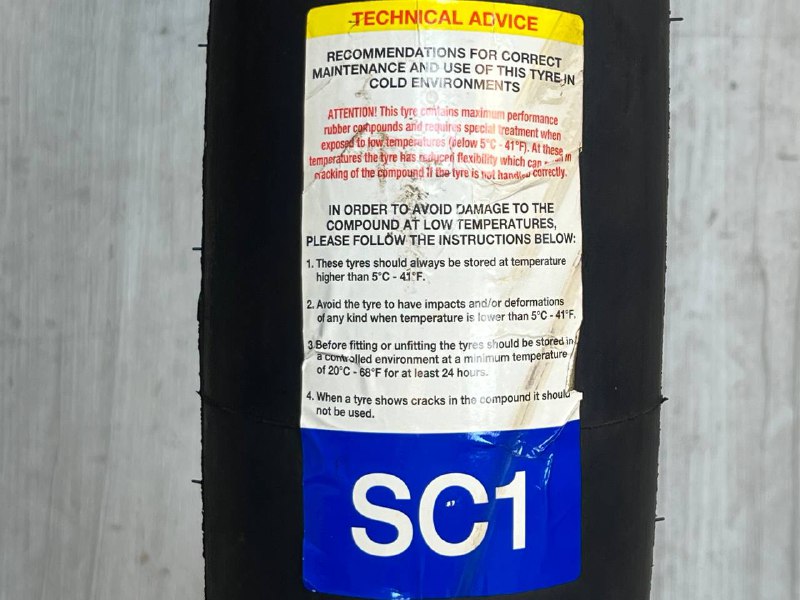 TECHNICAL ADVICE
RECOMMENDATIONS FOR CORRECT
MAINTENANCE AND USE OF THIS TYRE IN
COLD ENVIRONMENTS
ATTENTION! This tyre contains maximum performance
rubber compounds and requires special treatment when
exposed to low temperatures (below 5°C - 41°F). At these
temperatures the tyre has reduced flexibility which can in
cracking of the compound if the tyre is not handled correctly.
IN ORDER TO AVOID DAMAGE TO THE
COMPOUND AT LOW TEMPERATURES,
PLEASE FOLLOW THE INSTRUCTIONS BELOW:
1. These tyres should always be stored at temperature
higher than 5°C - 41°F.
2. Avoid the tyre to have impacts and/or deformations
of any kind when temperature is lower than 5°C - 41°F.
3. Before fitting or unfitting the tyres should be stored in
a controlled environment at a minimum temperature
of 20°C - 68°F for at least 24 hours.
4. When a tyre shows cracks in the compound it should
not be used.
SC1